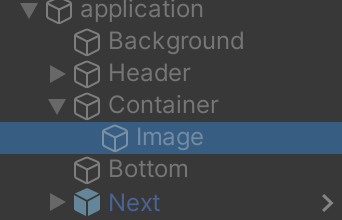 application
Background
Header
Container
Image
Bottom
Next